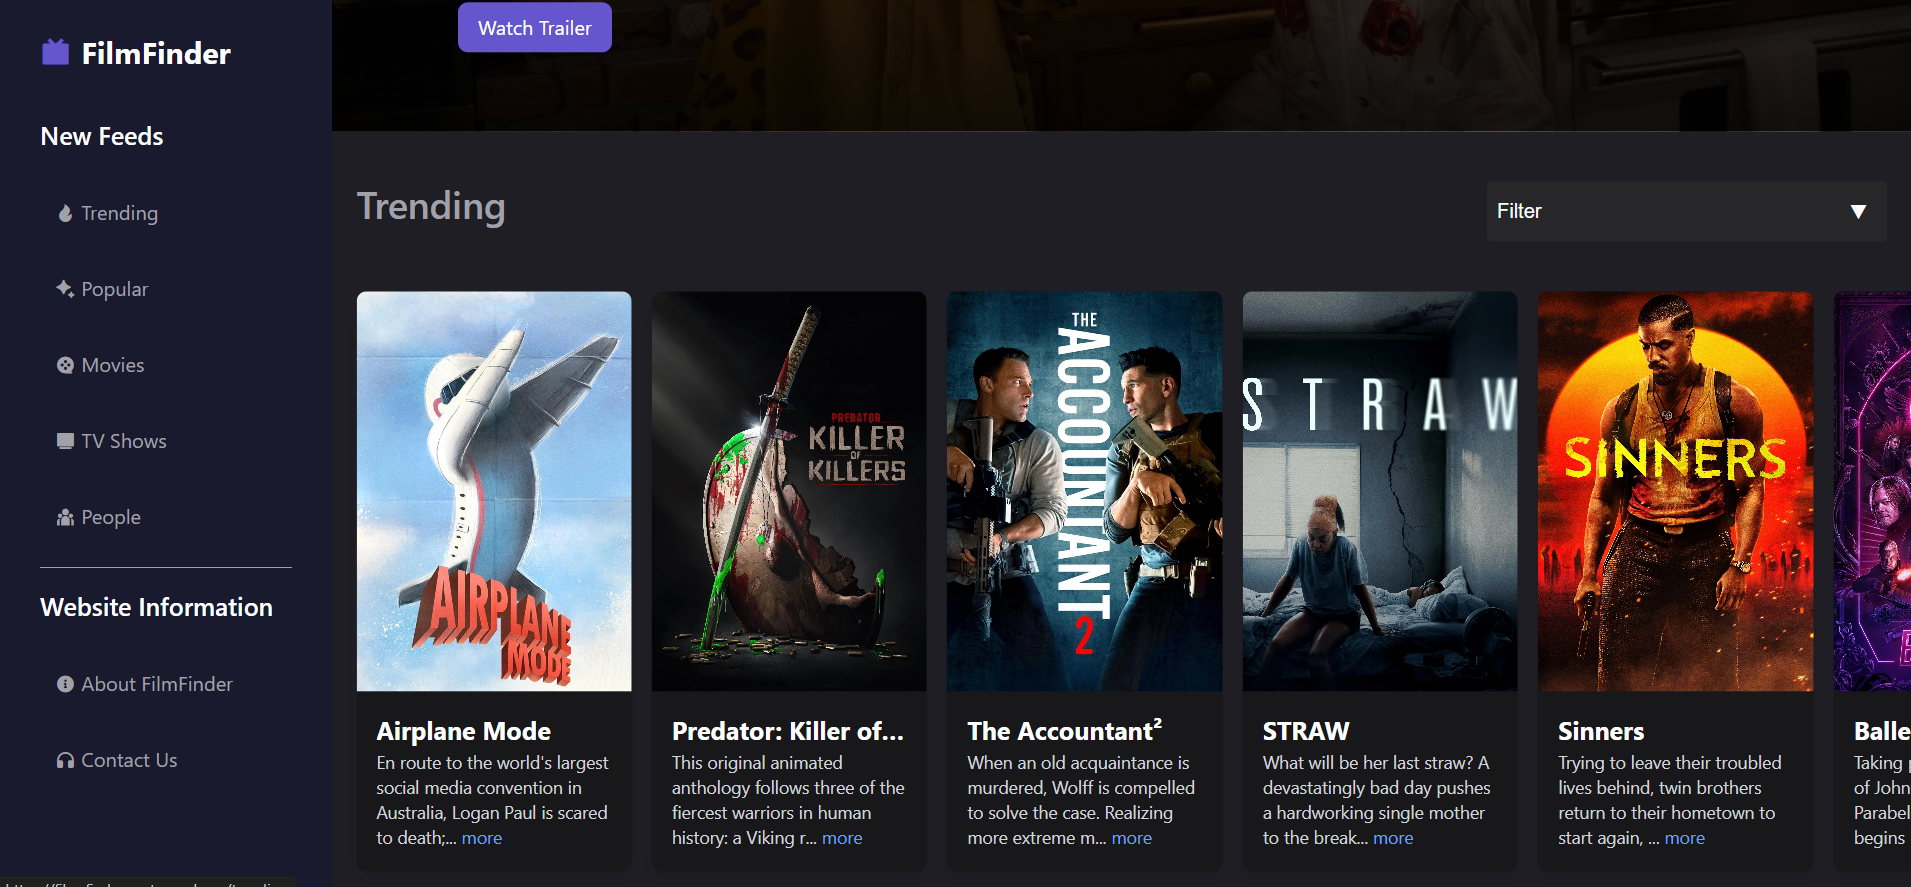 FilmFinder
New Feeds
Trending
Popular
Movies
TV Shows
People
Website Information
About FilmFinder
Contact Us
Watch Trailer
Trending
Filter
AIRPLANE
MODE
Airplane Mode
En route to the world's largest
social media convention in
Australia, Logan Paul is scared
to death;... more
PREDATOR
KILLER
OF
KILLERS
Predator: Killer of...
This original animated
anthology follows three of the
fiercest warriors in human
history: a Viking r... more
THE
ACCOUNTANT
2
The Accountant²
When an old acquaintance is
murdered, Wolff is compelled
to solve the case. Realizing
more extreme m... more
STRAW
STRAW
What will be her last straw? A
devastatingly bad day pushes
a hardworking single mother
to the break... more
SINNERS
Sinners
Trying to leave their troubled
lives behind, twin brothers
return to their hometown to
start again, ... more
Balle
Taking
of John
Parabel
begins